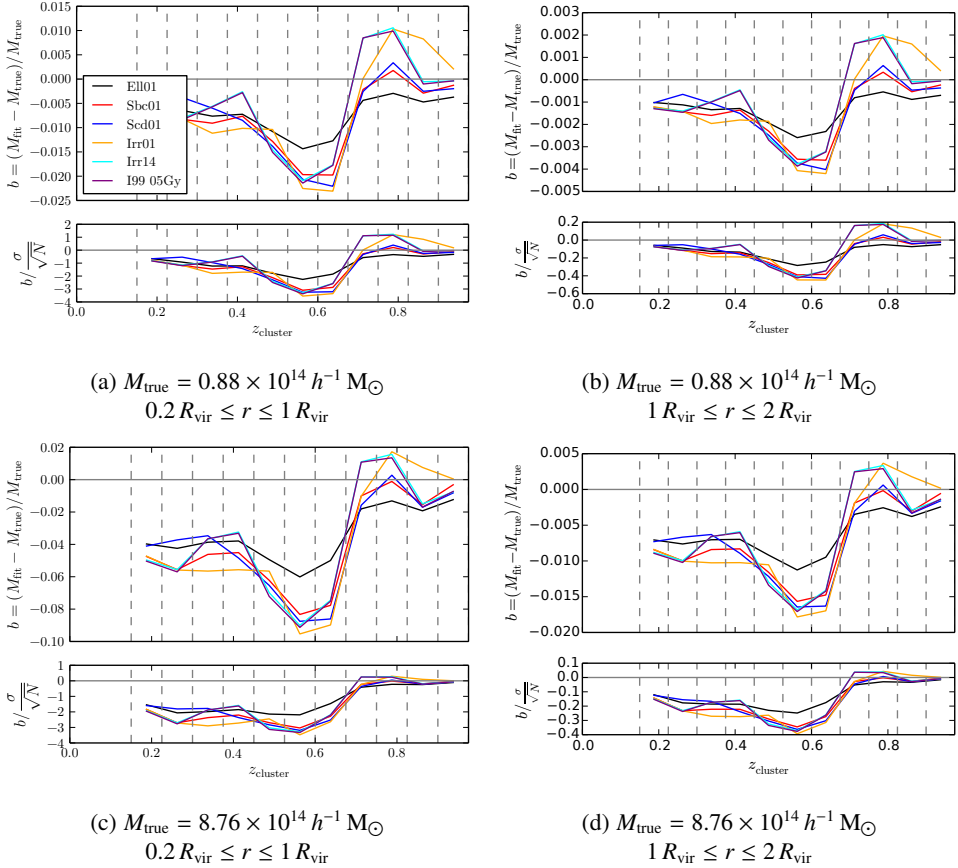 b = (M_fit − M_true)/M_true
0.010
0.005
0.000
−0.005
−0.010
−0.015
−0.020
−0.025
Ell01
Sbc01
Scd01
Irr01
Irr14
I99 05Gy
b/ σ/√N
2
1
0
−1
−2
−3
−4
0.0 0.2 0.4 0.6 0.8
z_cluster
(a) M_true = 0.88 × 10^14 h^−1 M_⊙
0.2 R_vir ≤ r ≤ 1 R_vir
b = (M_fit − M_true)/M_true
0.003
0.002
0.001
0.000
−0.001
−0.002
−0.003
−0.004
−0.005
b/ σ/√N
0.2
0.0
−0.2
−0.4
−0.6
0.0 0.2 0.4 0.6 0.8
z_cluster
(b) M_true = 0.88 × 10^14 h^−1 M_⊙
1 R_vir ≤ r ≤ 2 R_vir
b = (M_fit − M_true)/M_true
0.02
0.00
−0.02
−0.04
−0.06
−0.08
−0.10
b/ σ/√N
1
0
−1
−2
−3
−4
0.0 0.2 0.4 0.6 0.8
z_cluster
(c) M_true = 8.76 × 10^14 h^−1 M_⊙
0.2 R_vir ≤ r ≤ 1 R_vir
b = (M_fit − M_true)/M_true
0.005
0.000
−0.005
−0.010
−0.015
−0.020
b/ σ/√N
0.1
0.0
−0.1
−0.2
−0.3
−0.4
0.0 0.2 0.4 0.6 0.8
z_cluster
(d) M_true = 8.76 × 10^14 h^−1 M_⊙
1 R_vir ≤ r ≤ 2 R_vir